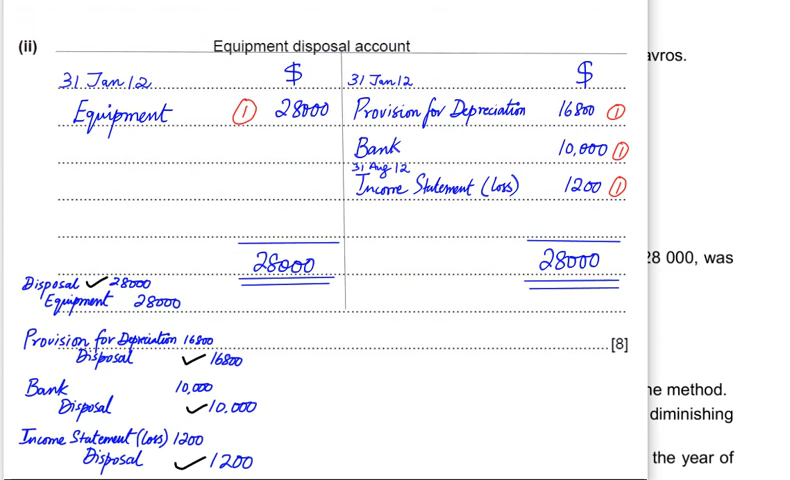 (ii) Equipment disposal account
avros.
31 Jan 12 $ 31 Jan 12 $
Equipment 1 28000 Provision for Depreciation 16800 1
Bank 10,000 1
31 Aug 12
Income Statement (Loss) 1200 1
28000 28000
28 000, was
Disposal ✓ 28000
Equipment 28000
Provision for Depreciation 16800
[8]
Disposal ✓ 16800
Bank 10,000
ne method.
Disposal ✓ 10,000
diminishing
Income Statement (Loss) 1200
Disposal ✓ 1200
the year of